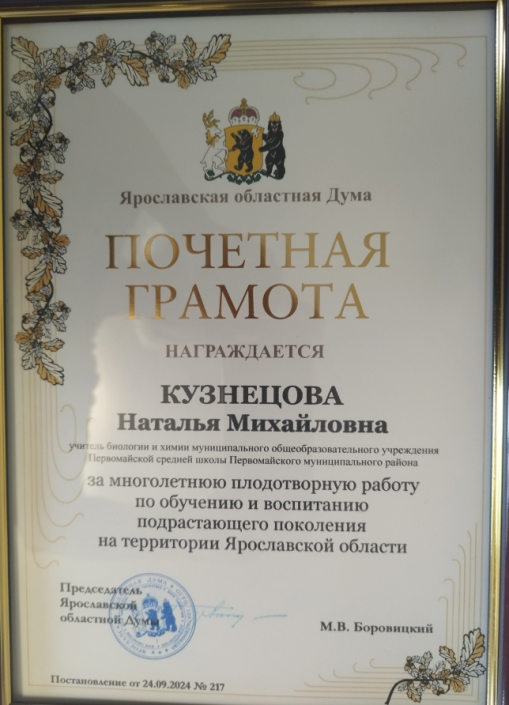 Ярославская областная Дума
ПОЧЕТНАЯ
ГРАМОТА
НАГРАЖДАЕТСЯ
КУЗНЕЦОВА
Наталья Михайловна
учитель биологии и химии муниципального общеобразовательного учреждения
Первомайской средней школы Первомайского муниципального района
за многолетнюю плодотворную работу
по обучению и воспитанию
подрастающего поколения
на территории Ярославской области
Председатель
Ярославской
областной Думы
М.В. Боровицкий
Постановление от 24.09.2024 № 217